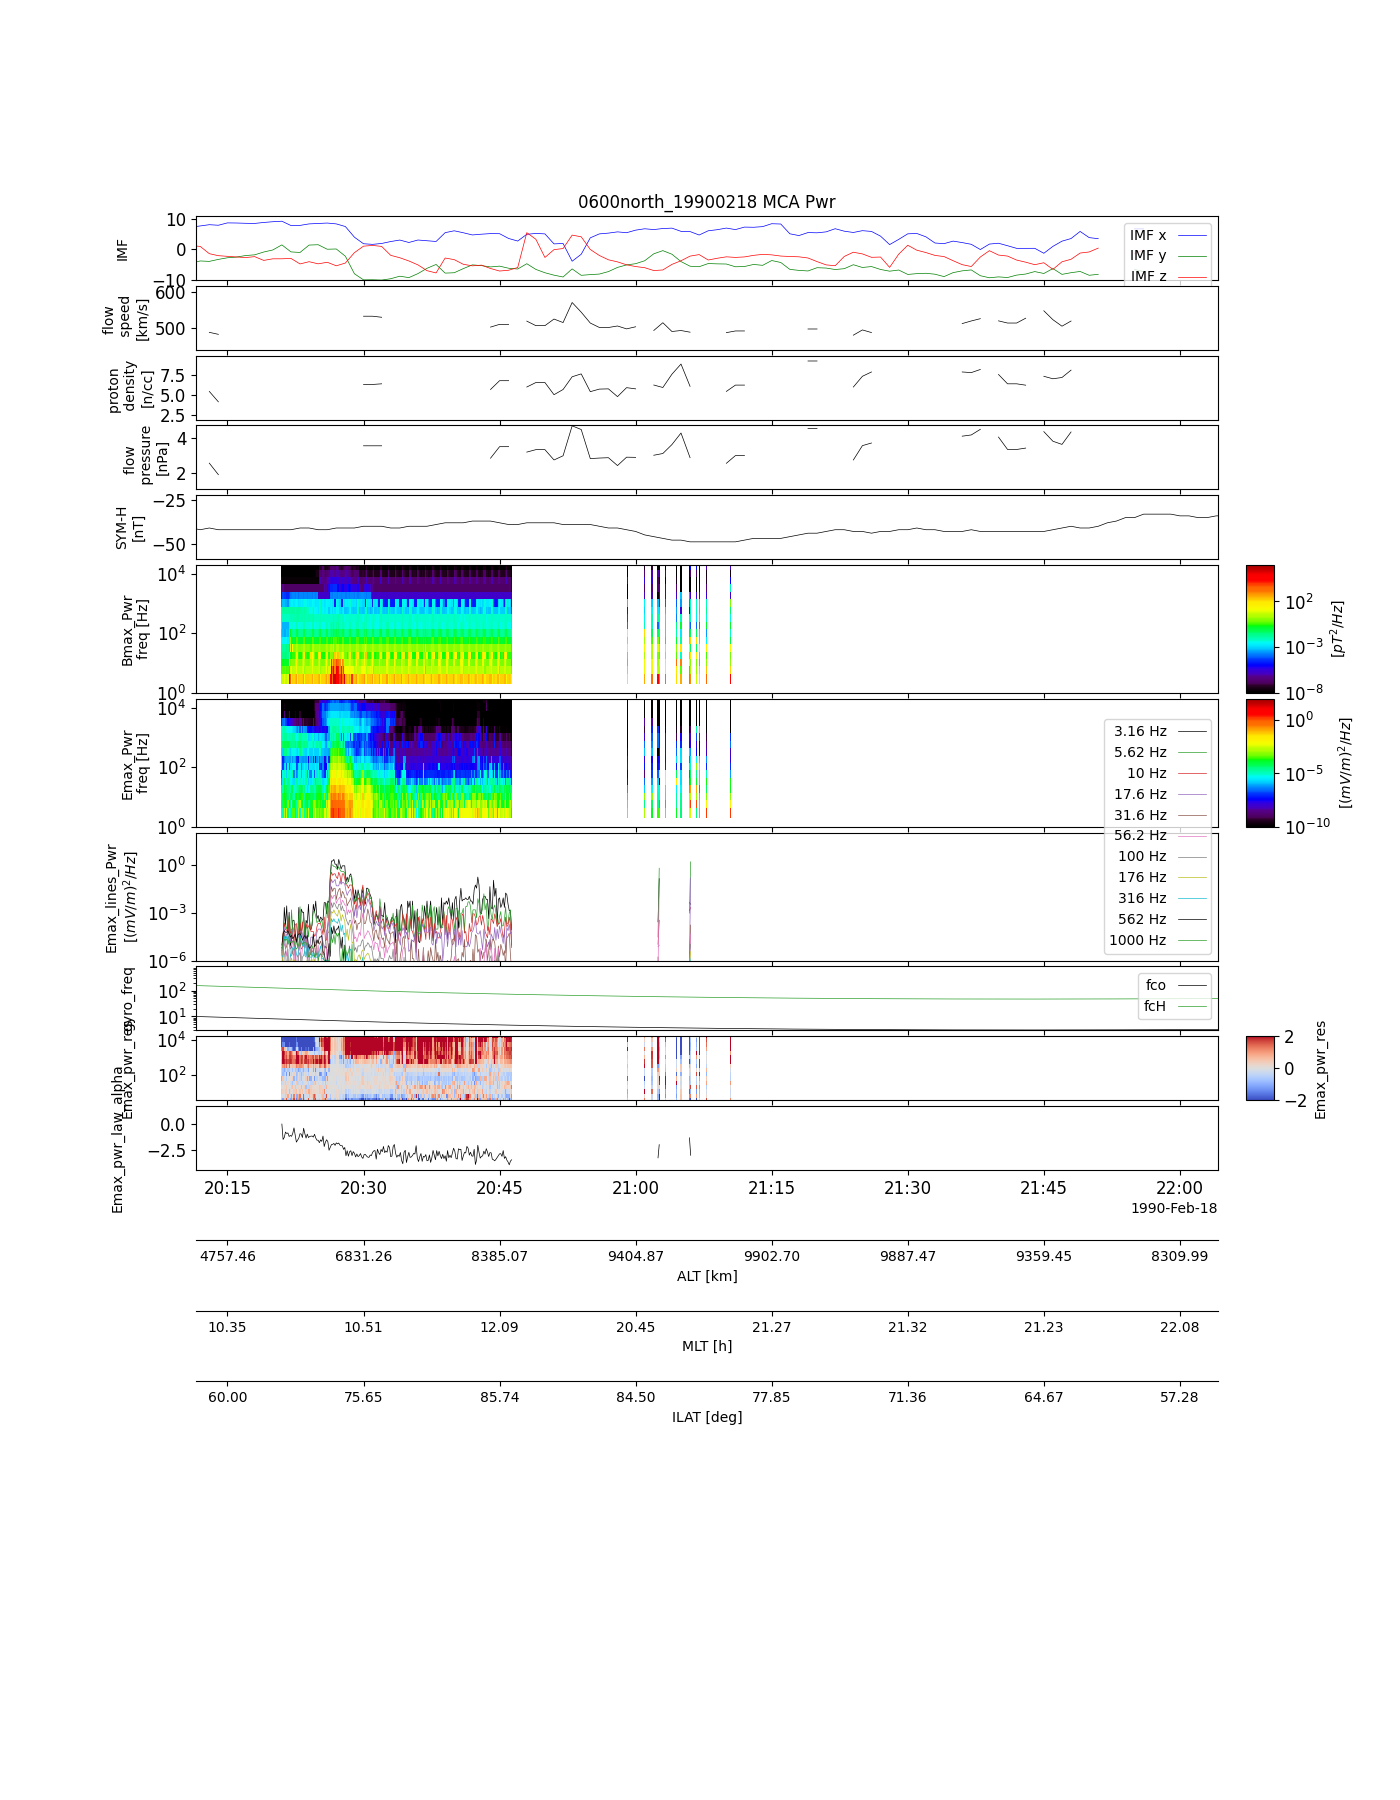 0600north_19900218 MCA Pwr
10
0
−10
IMF
IMF x
IMF y
IMF z
600
500
flow
speed
[km/s]
7.5
5.0
2.5
proton
density
[n/cc]
4
2
flow
pressure
[nPa]
−25
−50
SYM-H
[nT]
10^4
10^2
10^0
Bmax_Pwr
freq [Hz]
10^2
10^−3
10^−8
[pT^2/Hz]
10^4
10^2
10^0
Emax_Pwr
freq [Hz]
10^0
10^−5
10^−10
[(mV/m)^2/Hz]
3.16 Hz
5.62 Hz
10 Hz
17.6 Hz
31.6 Hz
56.2 Hz
100 Hz
176 Hz
316 Hz
562 Hz
1000 Hz
10^0
10^−3
10^−6
Emax_lines_Pwr
[(mV/m)^2/Hz]
10^2
10^1
gyro_freq
fco
fcH
10^4
10^2
Emax_pwr_res
2
0
−2
Emax_pwr_res
0.0
−2.5
Emax_pwr_law_alpha
20:15 20:30 20:45 21:00 21:15 21:30 21:45 22:00
1990-Feb-18
4757.46 6831.26 8385.07 9404.87 9902.70 9887.47 9359.45 8309.99
ALT [km]
10.35 10.51 12.09 20.45 21.27 21.32 21.23 22.08
MLT [h]
60.00 75.65 85.74 84.50 77.85 71.36 64.67 57.28
ILAT [deg]